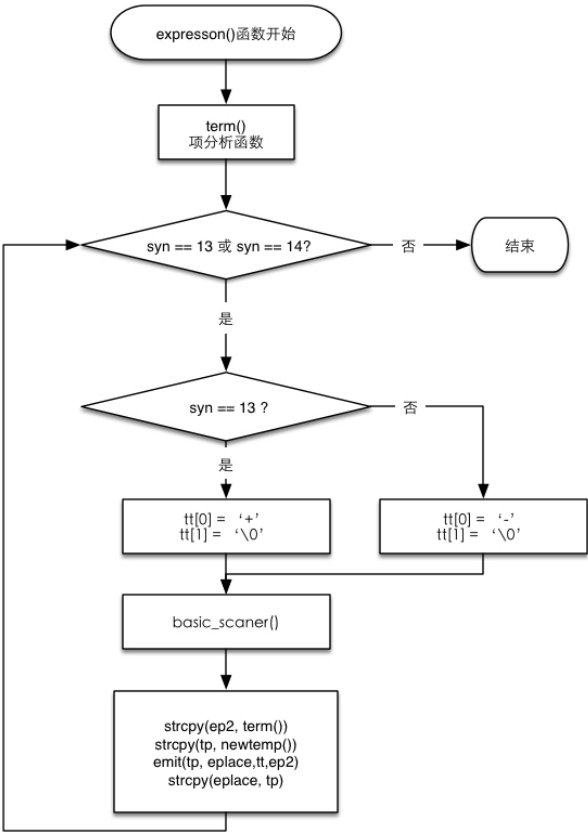 expresson()函数开始
term()
项分析函数
syn == 13 或 syn == 14?
否
结束
是
syn == 13 ?
否
是
tt[0] = ‘+’
tt[1] = ‘\0’
tt[0] = ‘-’
tt[1] = ‘\0’
basic_scaner()
strcpy(ep2, term())
strcpy(tp, newtemp())
emit(tp, eplace,tt,ep2)
strcpy(eplace, tp)